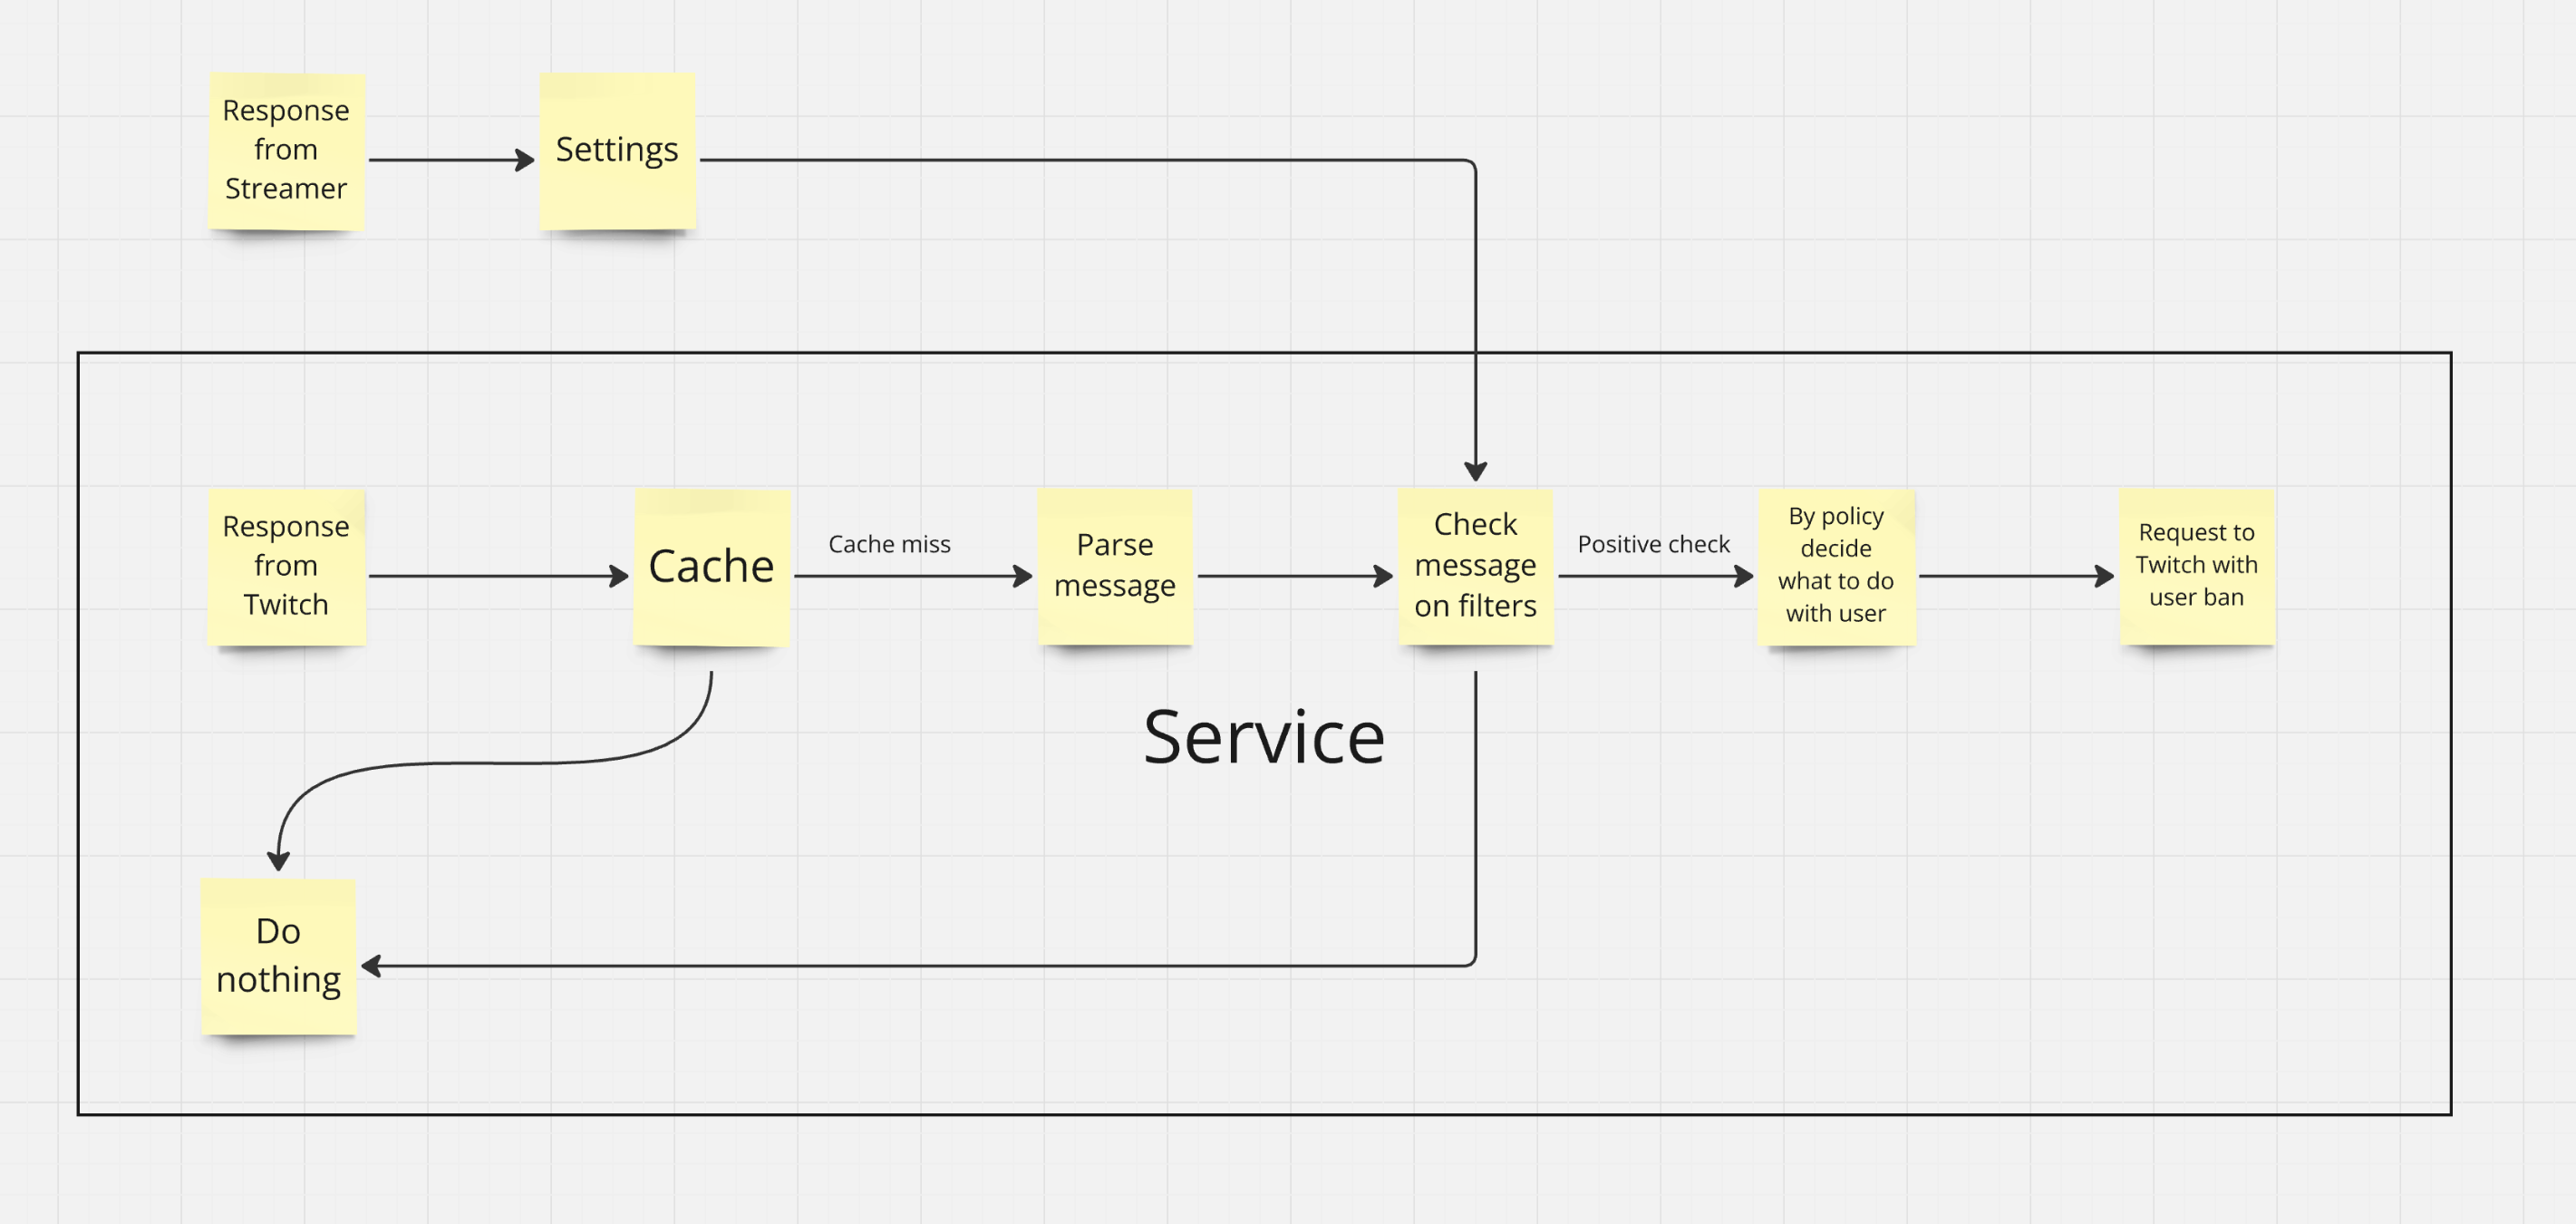 Response
from
Streamer
Settings
Response
from
Twitch
Cache
Cache miss
Parse
message
Check
message
on filters
Positive check
By policy
decide
what to do
with user
Request to
Twitch with
user ban
Service
Do
nothing